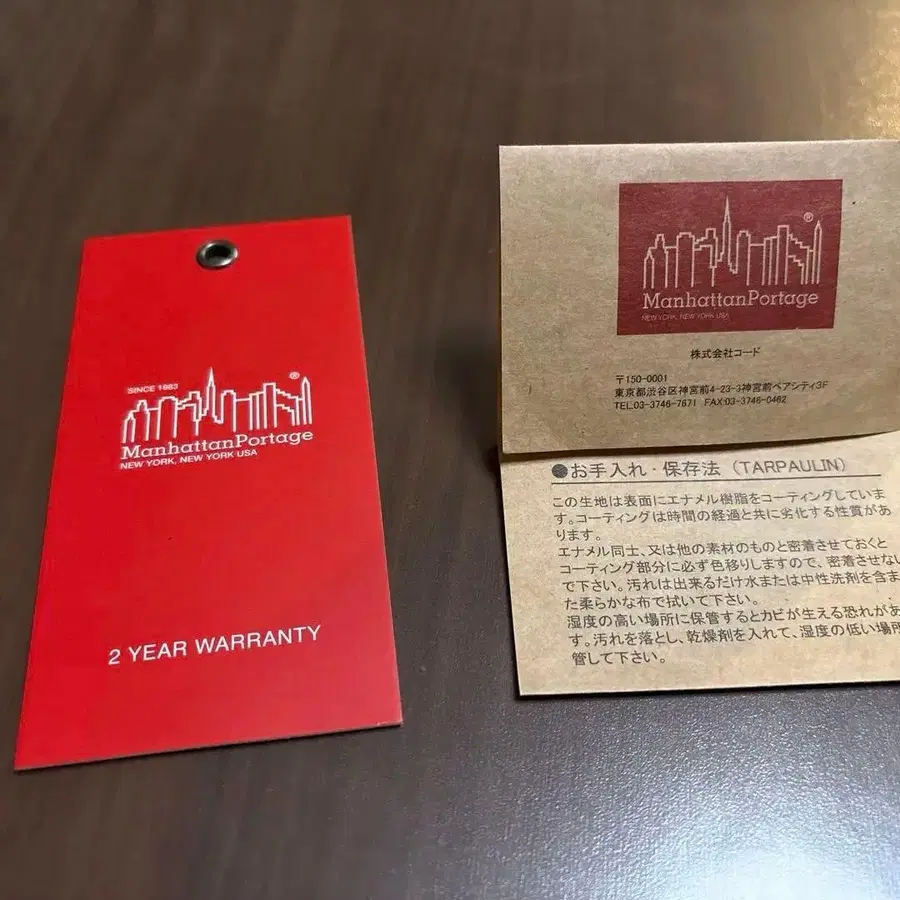 SINCE 1983
ManhattanPortage®
NEW YORK, NEW YORK USA
2 YEAR WARRANTY
®
ManhattanPortage
NEW YORK, NEW YORK USA
株式会社コード
〒150-0001
東京都渋谷区神宮前4-23-3神宮前ペアシティ3F
TEL.03-3746-7671 FAX.03-3746-0462
●お手入れ・保存法（TARPAULIN）
この生地は表面にエナメル樹脂をコーティングしていま
す。コーティングは時間の経過と共に劣化する性質があ
ります。
エナメル同士、又は他の素材のものと密着させておくと
コーティング部分に必ず色移りしますので、密着させない
で下さい。汚れは出来るだけ水または中性洗剤を含ま
た柔らかな布で拭いて下さい。
湿度の高い場所に保管するとカビが生える恐れがあ
す。汚れを落とし、乾燥剤を入れて、湿度の低い場所
管して下さい。